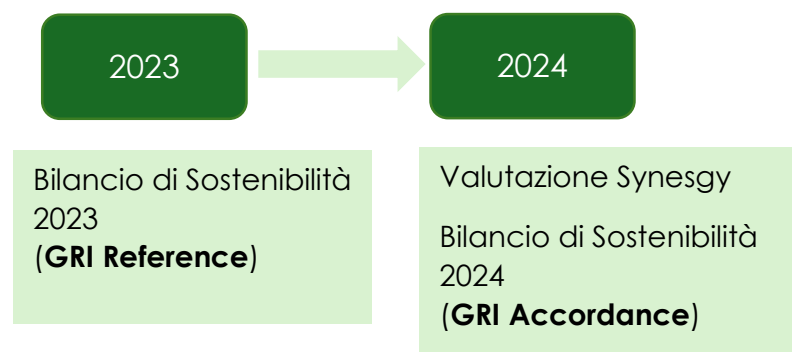 2023
2024
Bilancio di Sostenibilità
2023
(GRI Reference)
Valutazione Synesgy
Bilancio di Sostenibilità
2024
(GRI Accordance)